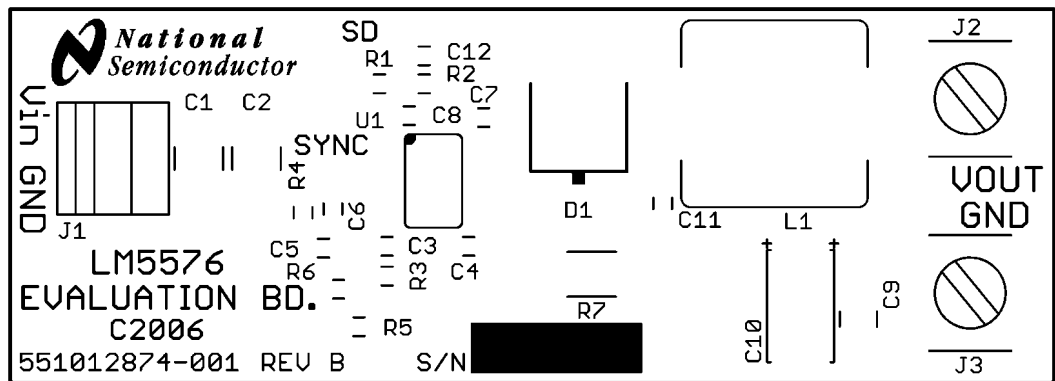 National
Semiconductor
SD
R1
C12
R2
J2
C1
C2
C7
C8
U1
Vin GND
SYNC
R4
VOUT
GND
J1
C6
D1
C11
L1
LM5576
C5
C3
R6
R3
C4
EVALUATION BD.
C9
C2006
R5
R7
C10
551012874-001 REV B
S/N
J3